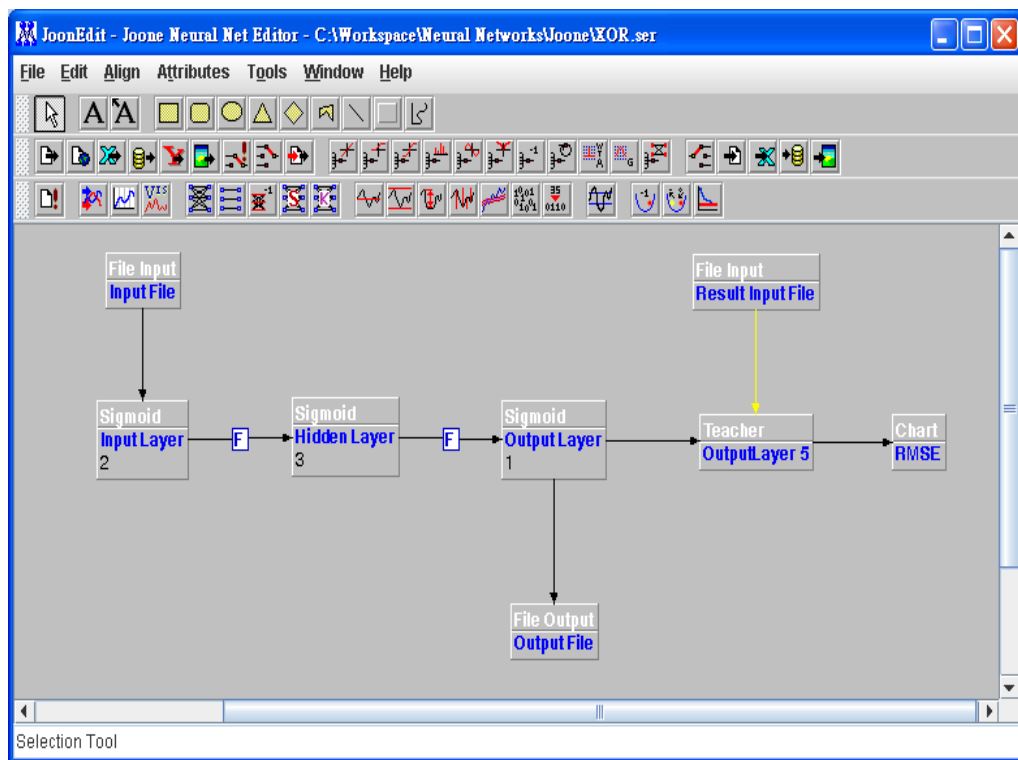 JoonEdit - Joone Neural Net Editor - C:\Workspace\Neural Networks\Joone\XOR.ser
File Edit Align Attributes Tools Window Help
A A
VIS
File Input
Input File
File Input
Result Input File
Sigmoid
Input Layer
2
F
Sigmoid
Hidden Layer
3
F
Sigmoid
Output Layer
1
Teacher
OutputLayer 5
Chart
RMSE
File Output
Output File
Selection Tool